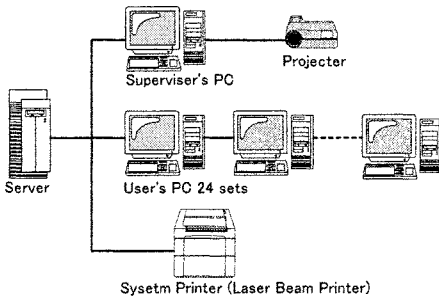 Projecter
Superviser's PC
Server
User's PC 24 sets
Sysetm Printer (Laser Beam Printer)